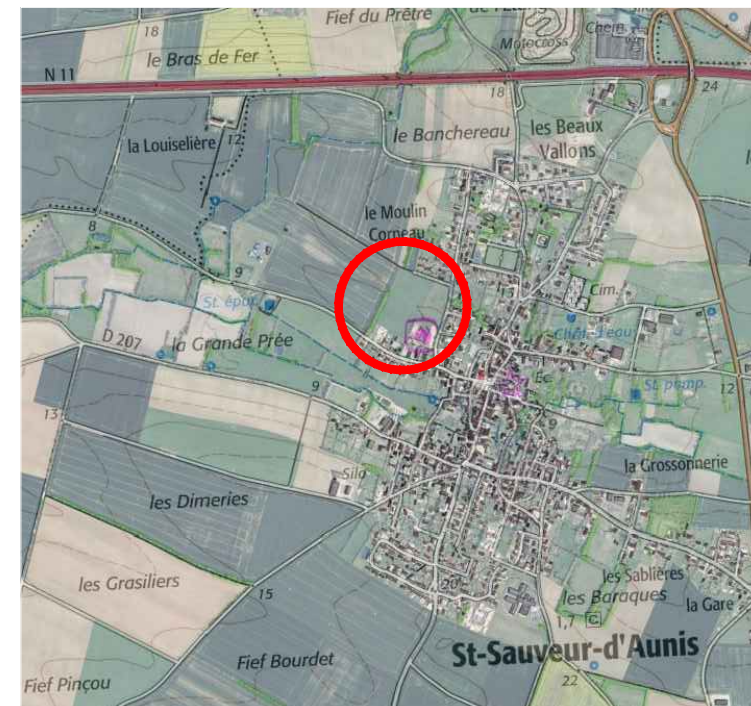 Fief du Prêtre
18
le Bras de Fer
Motocross
N 11
18
24
la Louiselière
12
le Banchereau
les Beaux
Vallons
le Moulin
Corneau
8
9
15
Cim.
St. épur.
Chât. d'eau
D 207
la Grande Prée
Ec.
St. pomp.
12
9
13
9
Silo
la Grossonnerie
les Dimeries
les Grasiliers
15
20
les Sablières
les Baraques
la Gare
1,7
C
St-Sauveur-d'Aunis
Fief Bourdet
22
Fief Pinçou